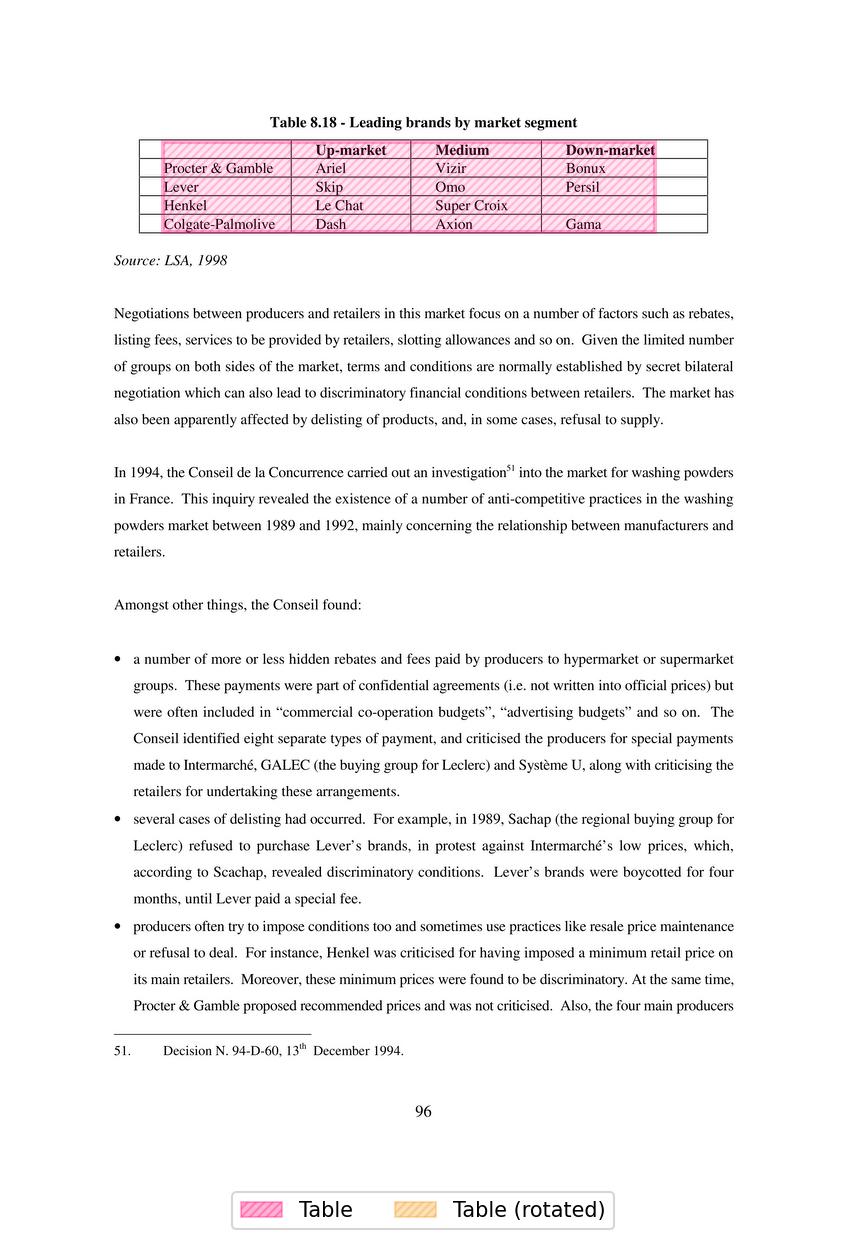 Table 8.18 - Leading brands by market segment
Up-market Medium Down-market
Procter & Gamble Ariel Vizir Bonux
Lever Skip Omo Persil
Henkel Le Chat Super Croix
Colgate-Palmolive Dash Axion Gama
Source: LSA, 1998
Negotiations between producers and retailers in this market focus on a number of factors such as rebates,
listing fees, services to be provided by retailers, slotting allowances and so on. Given the limited number
of groups on both sides of the market, terms and conditions are normally established by secret bilateral
negotiation which can also lead to discriminatory financial conditions between retailers. The market has
also been apparently affected by delisting of products, and, in some cases, refusal to supply.
In 1994, the Conseil de la Concurrence carried out an investigation51 into the market for washing powders
in France. This inquiry revealed the existence of a number of anti-competitive practices in the washing
powders market between 1989 and 1992, mainly concerning the relationship between manufacturers and
retailers.
Amongst other things, the Conseil found:
• a number of more or less hidden rebates and fees paid by producers to hypermarket or supermarket
groups. These payments were part of confidential agreements (i.e. not written into official prices) but
were often included in “commercial co-operation budgets”, “advertising budgets” and so on. The
Conseil identified eight separate types of payment, and criticised the producers for special payments
made to Intermarché, GALEC (the buying group for Leclerc) and Système U, along with criticising the
retailers for undertaking these arrangements.
• several cases of delisting had occurred. For example, in 1989, Sachap (the regional buying group for
Leclerc) refused to purchase Lever’s brands, in protest against Intermarché’s low prices, which,
according to Scachap, revealed discriminatory conditions. Lever’s brands were boycotted for four
months, until Lever paid a special fee.
• producers often try to impose conditions too and sometimes use practices like resale price maintenance
or refusal to deal. For instance, Henkel was criticised for having imposed a minimum retail price on
its main retailers. Moreover, these minimum prices were found to be discriminatory. At the same time,
Procter & Gamble proposed recommended prices and was not criticised. Also, the four main producers
51. Decision N. 94-D-60, 13th December 1994.
96
Table Table (rotated)